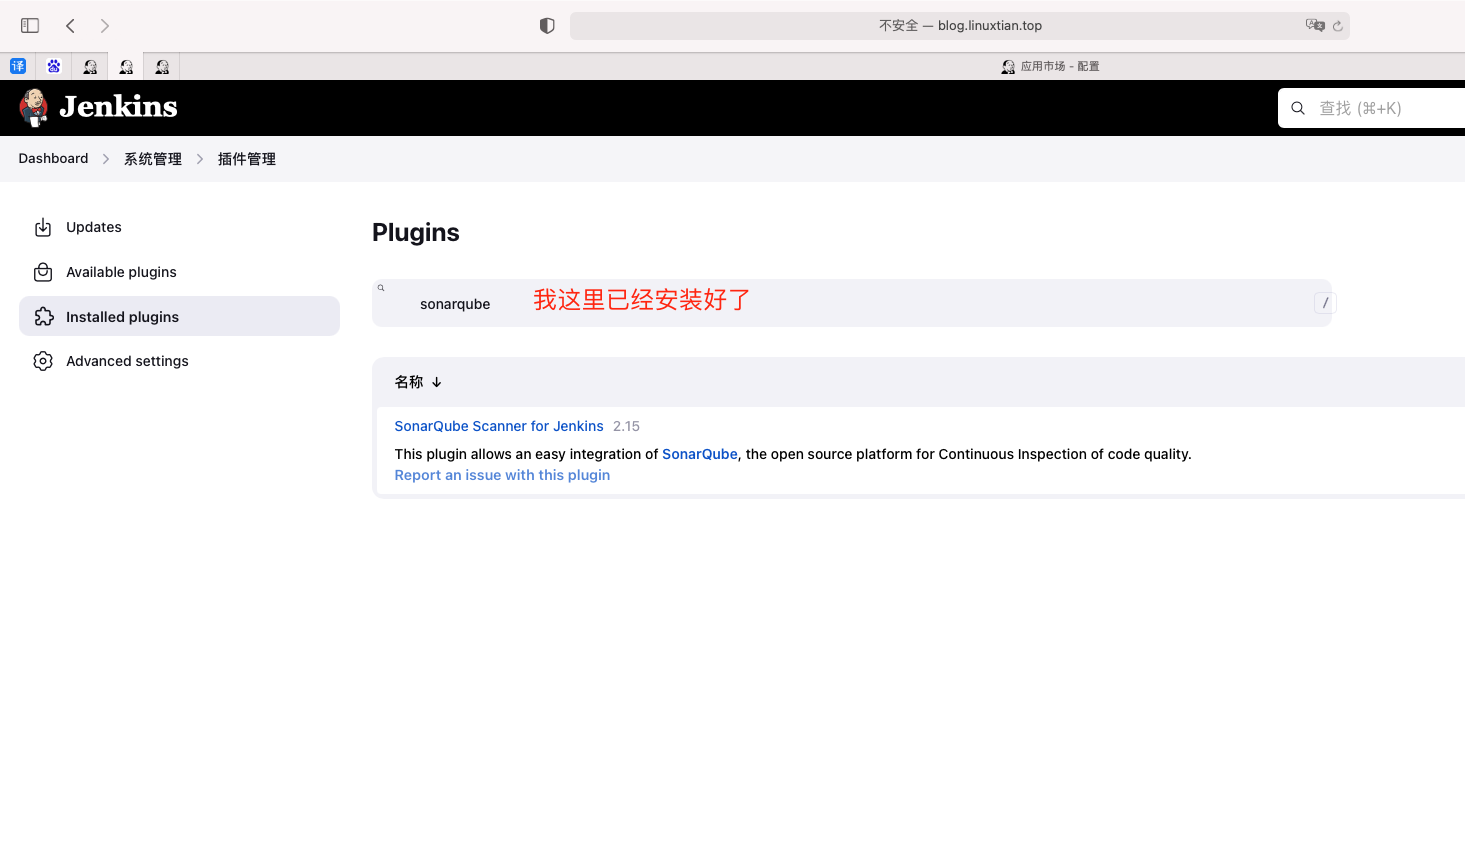 不安全 — blog.linuxtian.top
译
应用市场 - 配置
Jenkins
查找 (⌘+K)
Dashboard
系统管理
插件管理
Updates
Available plugins
Installed plugins
Advanced settings
Plugins
sonarqube
我这里已经安装好了
/
名称 ↓
SonarQube Scanner for Jenkins 2.15
This plugin allows an easy integration of SonarQube, the open source platform for Continuous Inspection of code quality.
Report an issue with this plugin